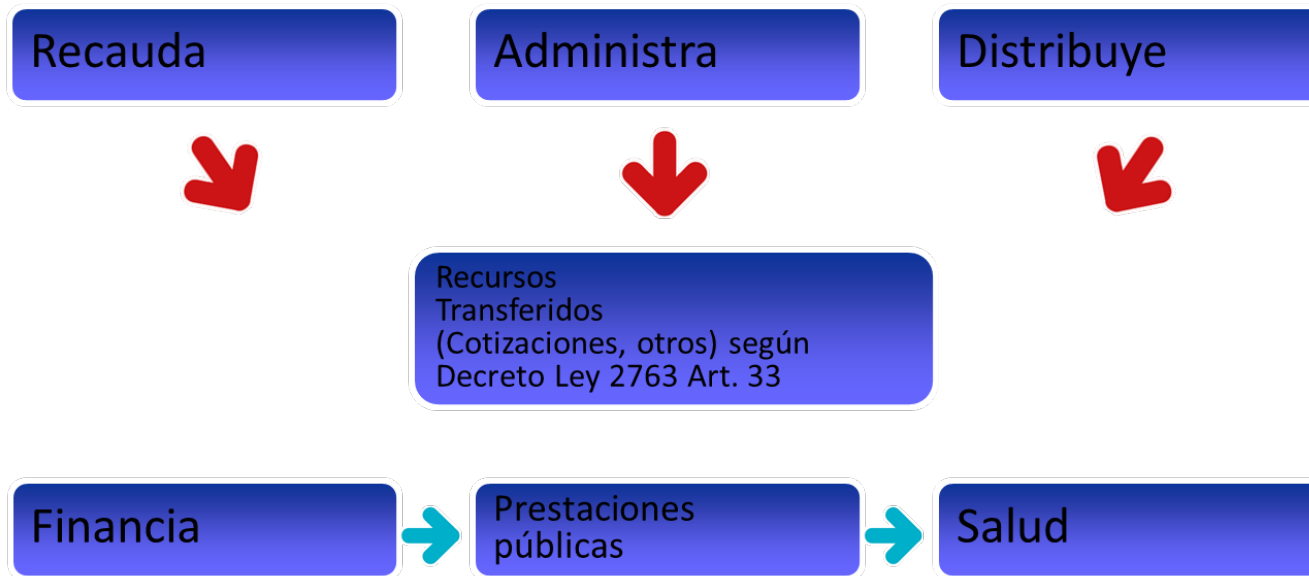 Recauda
Administra
Distribuye
Recursos
Transferidos
(Cotizaciones, otros) según
Decreto Ley 2763 Art. 33
Financia
Prestaciones
públicas
Salud